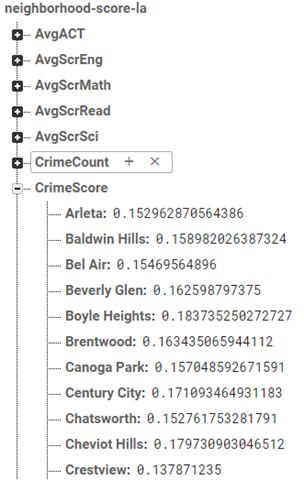 neighborhood-score-la
AvgACT
AvgScrEng
AvgScrMath
AvgScrRead
AvgScrSci
CrimeCount + ×
CrimeScore
Arleta: 0.152962870564386
Baldwin Hills: 0.158982026387324
Bel Air: 0.15469564896
Beverly Glen: 0.162598797375
Boyle Heights: 0.183735250272727
Brentwood: 0.163435065944112
Canoga Park: 0.157048592671591
Century City: 0.171093464931183
Chatsworth: 0.152761753281791
Cheviot Hills: 0.179730903046512
Crestview: 0.137871235